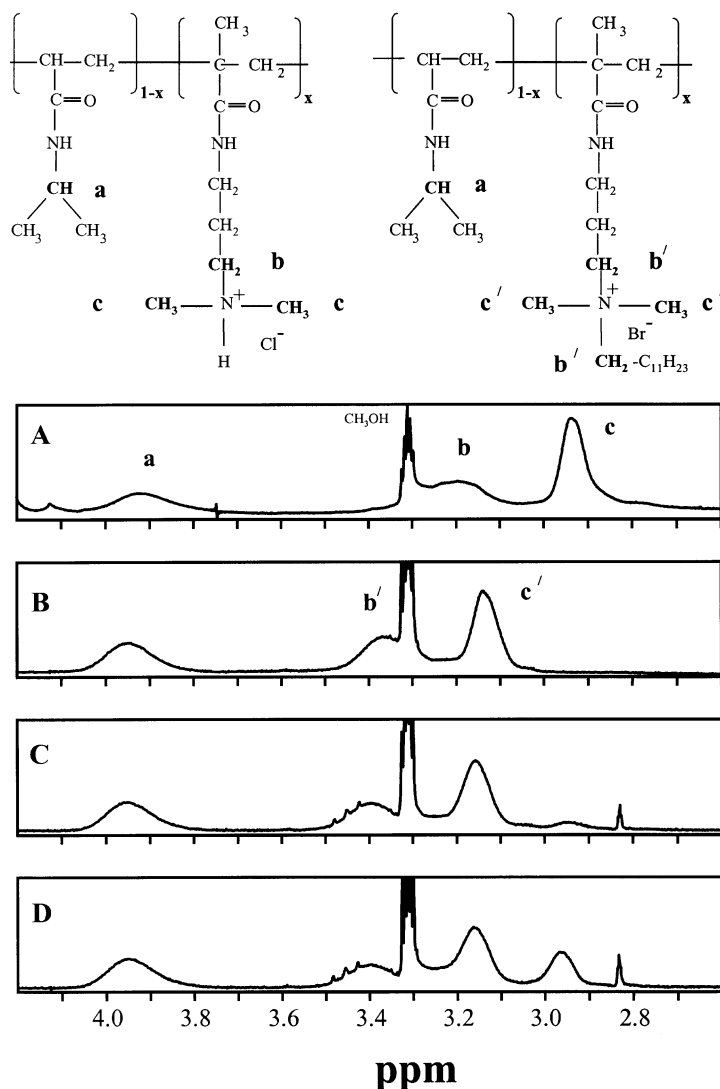 CH3 CH3
CH CH2 C CH2 CH CH2 C CH2
1-x x 1-x x
C=O C=O C=O C=O
NH NH NH NH
CH a CH2 CH a CH2
CH3 CH3 CH2 CH3 CH3 CH2
CH2 b CH2 b′
c CH3 N+ CH3 c c′ CH3 N+ CH3 c
H Cl− Br−
b′ CH2 -C11H23
A a CH3OH b c
B b′ c′
C
D
4.0 3.8 3.6 3.4 3.2 3.0 2.8
ppm